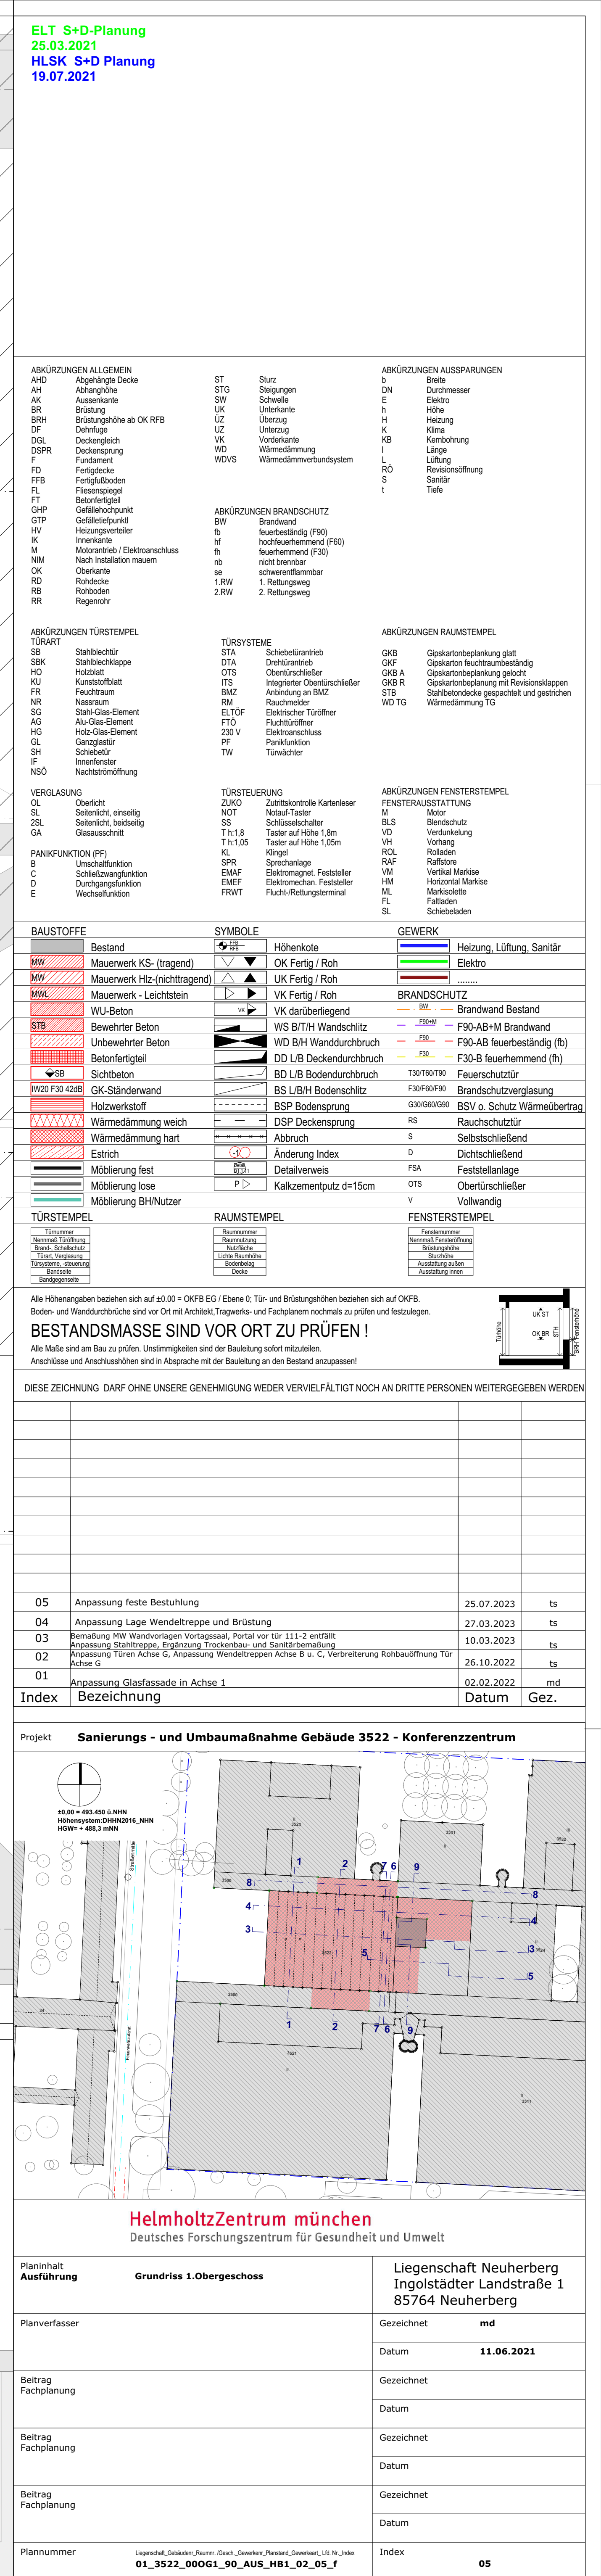 ELT S+D-Planung
25.03.2021
HLSK S+D Planung
19.07.2021
ABKÜRZUNGEN ALLGEMEIN
AHD Abgehängte Decke
AH Abhanghöhe
AK Aussenkante
BR Brüstung
BRH Brüstungshöhe ab OK RFB
DF Dehnfuge
DGL Deckengleich
DSPR Deckensprung
F Fundament
FD Fertigdecke
FFB Fertigfußboden
FL Fliesenspiegel
FT Betonfertigteil
GHP Gefällehochpunkt
GTP Gefälletiefpunktl
HV Heizungsverteiler
IK Innenkante
M Motorantrieb / Elektroanschluss
NIM Nach Installation mauern
OK Oberkante
RD Rohdecke
RB Rohboden
RR Regenrohr
ST Sturz
STG Steigungen
SW Schwelle
UK Unterkante
ÜZ Überzug
UZ Unterzug
VK Vorderkante
WD Wärmedämmung
WDVS Wärmedämmverbundsystem
ABKÜRZUNGEN BRANDSCHUTZ
BW Brandwand
fb feuerbeständig (F90)
hf hochfeuerhemmend (F60)
fh feuerhemmend (F30)
nb nicht brennbar
se schwerentflammbar
1.RW 1. Rettungsweg
2.RW 2. Rettungsweg
ABKÜRZUNGEN AUSSPARUNGEN
b Breite
DN Durchmesser
E Elektro
h Höhe
H Heizung
K Klima
KB Kernbohrung
l Länge
L Lüftung
RÖ Revisionsöffnung
S Sanitär
t Tiefe
ABKÜRZUNGEN TÜRSTEMPEL
TÜRART
SB Stahlblechtür
SBK Stahlblechklappe
HO Holzblatt
KU Kunststoffblatt
FR Feuchtraum
NR Nassraum
SG Stahl-Glas-Element
AG Alu-Glas-Element
HG Holz-Glas-Element
GL Ganzglastür
SH Schiebetür
IF Innenfenster
NSÖ Nachtströmöffnung
TÜRSYSTEME
STA Schiebetürantrieb
DTA Drehtürantrieb
OTS Obentürschließer
ITS Integrierter Obentürschließer
BMZ Anbindung an BMZ
RM Rauchmelder
ELTÖF Elektrischer Türöffner
FTÖ Fluchttüröffner
230 V Elektroanschluss
PF Panikfunktion
TW Türwächter
ABKÜRZUNGEN RAUMSTEMPEL
GKB Gipskartonbeplankung glatt
GKF Gipskarton feuchtraumbeständig
GKB A Gipskartonbeplankung gelocht
GKB R Gipskartonbeplanung mit Revisionsklappen
STB Stahlbetondecke gespachtelt und gestrichen
WD TG Wärmedämmung TG
VERGLASUNG
OL Oberlicht
SL Seitenlicht, einseitig
2SL Seitenlicht, beidseitig
GA Glasausschnitt
PANIKFUNKTION (PF)
B Umschaltfunktion
C Schließzwangfunktion
D Durchgangsfunktion
E Wechselfunktion
TÜRSTEUERUNG
ZUKO Zutrittskontrolle Kartenleser
NOT Notauf-Taster
SS Schlüsselschalter
T h:1,8 Taster auf Höhe 1,8m
T h:1,05 Taster auf Höhe 1,05m
KL Klingel
SPR Sprechanlage
EMAF Elektromagnet. Feststeller
EMEF Elektromechan. Feststeller
FRWT Flucht-/Rettungsterminal
ABKÜRZUNGEN FENSTERSTEMPEL
FENSTERAUSSTATTUNG
M Motor
BLS Blendschutz
VD Verdunkelung
VH Vorhang
ROL Rolladen
RAF Raffstore
VM Vertikal Markise
HM Horizontal Markise
ML Markisolette
FL Faltladen
SL Schiebeladen
BAUSTOFFE
Bestand
MW Mauerwerk KS- (tragend)
MW Mauerwerk Hlz-(nichttragend)
MWL Mauerwerk - Leichtstein
WU-Beton
STB Bewehrter Beton
Unbewehrter Beton
Betonfertigteil
SB Sichtbeton
IW20 F30 42dB GK-Ständerwand
Holzwerkstoff
Wärmedämmung weich
Wärmedämmung hart
Estrich
Möblierung fest
Möblierung lose
Möblierung BH/Nutzer
SYMBOLE
FFB RFB Höhenkote
OK Fertig / Roh
UK Fertig / Roh
VK Fertig / Roh
VK VK darüberliegend
WS B/T/H Wandschlitz
WD B/H Wanddurchbruch
DD L/B Deckendurchbruch
BD L/B Bodendurchbruch
BS L/B/H Bodenschlitz
BSP Bodensprung
DSP Deckensprung
Abbruch
-1- Änderung Index
Detailverweis
P Kalkzementputz d=15cm
GEWERK
Heizung, Lüftung, Sanitär
Elektro
........
BRANDSCHUTZ
BW Brandwand Bestand
F90+M F90-AB+M Brandwand
F90 F90-AB feuerbeständig (fb)
F30 F30-B feuerhemmend (fh)
T30/T60/T90 Feuerschutztür
F30/F60/F90 Brandschutzverglasung
G30/G60/G90 BSV o. Schutz Wärmeübertrag
RS Rauchschutztür
S Selbstschließend
D Dichtschließend
FSA Feststellanlage
OTS Obertürschließer
V Vollwandig
TÜRSTEMPEL
Türnummer
Nennmaß Türöffnung
Brand-, Schallschutz
Türart, Verglasung
Türsysteme, -steuerung
Bandseite
Bandgegenseite
RAUMSTEMPEL
Raumnummer
Raumnutzung
Nutzfläche
Lichte Raumhöhe
Bodenbelag
Decke
FENSTERSTEMPEL
Fensternummer
Nennmaß Fensteröffnung
Brüstungshöhe
Sturzhöhe
Ausstattung außen
Ausstattung innen
Alle Höhenangaben beziehen sich auf ±0.00 = OKFB EG / Ebene 0; Tür- und Brüstungshöhen beziehen sich auf OKFB.
Boden- und Wanddurchbrüche sind vor Ort mit Architekt,Tragwerks- und Fachplanern nochmals zu prüfen und festzulegen.
BESTANDSMASSE SIND VOR ORT ZU PRÜFEN !
Alle Maße sind am Bau zu prüfen. Unstimmigkeiten sind der Bauleitung sofort mitzuteilen.
Anschlüsse und Anschlusshöhen sind in Absprache mit der Bauleitung an den Bestand anzupassen!
Türhöhe
UK ST
OK BR
STH
BRH Fensterhöhe
DIESE ZEICHNUNG DARF OHNE UNSERE GENEHMIGUNG WEDER VERVIELFÄLTIGT NOCH AN DRITTE PERSONEN WEITERGEGEBEN WERDEN
05 Anpassung feste Bestuhlung 25.07.2023 ts
04 Anpassung Lage Wendeltreppe und Brüstung 27.03.2023 ts
03 Bemaßung MW Wandvorlagen Vortagssaal, Portal vor tür 111-2 entfällt
Anpassung Stahltreppe, Ergänzung Trockenbau- und Sanitärbemaßung 10.03.2023 ts
02 Anpassung Türen Achse G, Anpassung Wendeltreppen Achse B u. C, Verbreiterung Rohbauöffnung Tür
Achse G 26.10.2022 ts
01 Anpassung Glasfassade in Achse 1 02.02.2022 md
Index Bezeichnung Datum Gez.
Projekt Sanierungs - und Umbaumaßnahme Gebäude 3522 - Konferenzzentrum
±0,00 = 493.450 ü.NHN
Höhensystem:DHHN2016_NHN
HGW= + 488,3 mNN
3523
3531
3532
1 2 7 6 9
8 8
4 4
3 3
5 5
3522
3524
1 2 7 6 9
3521
3511
34
HelmholtzZentrum münchen
Deutsches Forschungszentrum für Gesundheit und Umwelt
Planinhalt
Ausführung Grundriss 1.Obergeschoss
Liegenschaft Neuherberg
Ingolstädter Landstraße 1
85764 Neuherberg
Planverfasser
Gezeichnet md
Datum 11.06.2021
Beitrag
Fachplanung
Gezeichnet
Datum
Beitrag
Fachplanung
Gezeichnet
Datum
Beitrag
Fachplanung
Gezeichnet
Datum
Plannummer
Liegenschaft_Gebäudenr_Raumnr. /Gesch._Gewerkenr_Planstand_Gewerkeart_ Lfd. Nr._Index
01_3522_00OG1_90_AUS_HB1_02_05_f
Index
05